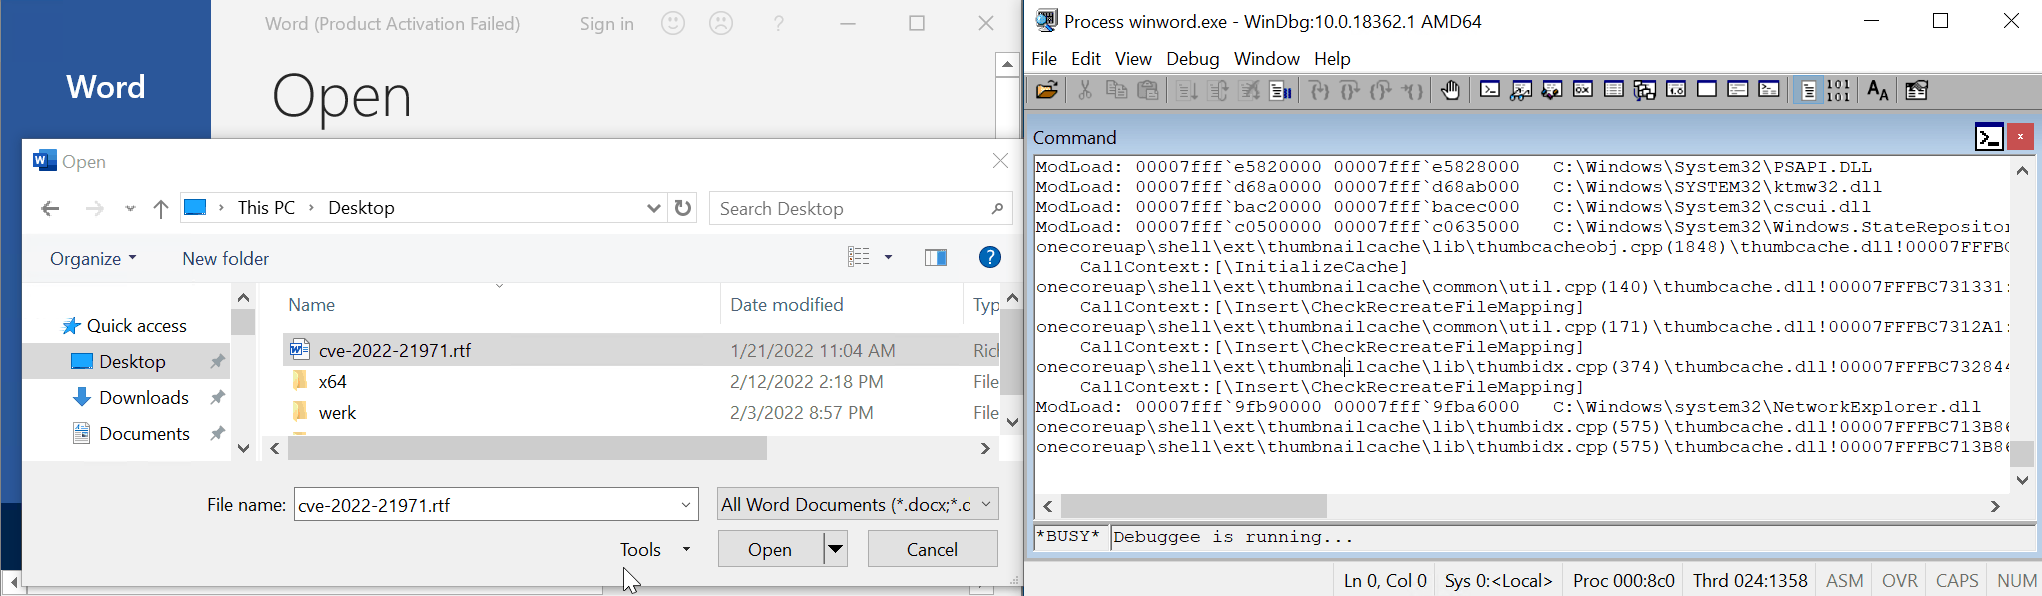 Word (Product Activation Failed)
Sign in
?
Word
Open
Open
This PC
Desktop
Search Desktop
Organize
New folder
?
Name
Date modified
Typ
Quick access
Desktop
Downloads
Documents
cve-2022-21971.rtf
1/21/2022 11:04 AM
Rich
x64
2/12/2022 2:18 PM
File
werk
2/3/2022 8:57 PM
File
File name:
cve-2022-21971.rtf
All Word Documents (*.docx;*.c
Tools
Open
Cancel
Process winword.exe - WinDbg:10.0.18362.1 AMD64
File Edit View Debug Window Help
Command
ModLoad: 00007fff`e5820000 00007fff`e5828000   C:\Windows\System32\PSAPI.DLL
ModLoad: 00007fff`d68a0000 00007fff`d68ab000   C:\Windows\SYSTEM32\ktmw32.dll
ModLoad: 00007fff`bac20000 00007fff`bacec000   C:\Windows\System32\cscui.dll
ModLoad: 00007fff`c0500000 00007fff`c0635000   C:\Windows\System32\Windows.StateRepositor
onecoreuap\shell\ext\thumbnailcache\lib\thumbcacheobj.cpp(1848)\thumbcache.dll!00007FFFBC
    CallContext:[\InitializeCache]
onecoreuap\shell\ext\thumbnailcache\common\util.cpp(140)\thumbcache.dll!00007FFFBC731331:
    CallContext:[\Insert\CheckRecreateFileMapping]
onecoreuap\shell\ext\thumbnailcache\common\util.cpp(171)\thumbcache.dll!00007FFFBC7312A1:
    CallContext:[\Insert\CheckRecreateFileMapping]
onecoreuap\shell\ext\thumbnailcache\lib\thumbidx.cpp(374)\thumbcache.dll!00007FFFBC732844
    CallContext:[\Insert\CheckRecreateFileMapping]
ModLoad: 00007fff`9fb90000 00007fff`9fba6000   C:\Windows\system32\NetworkExplorer.dll
onecoreuap\shell\ext\thumbnailcache\lib\thumbidx.cpp(575)\thumbcache.dll!00007FFFBC713B86
onecoreuap\shell\ext\thumbnailcache\lib\thumbidx.cpp(575)\thumbcache.dll!00007FFFBC713B86
*BUSY* Debuggee is running...
Ln 0, Col 0 Sys 0:<Local> Proc 000:8c0 Thrd 024:1358 ASM OVR CAPS NUM